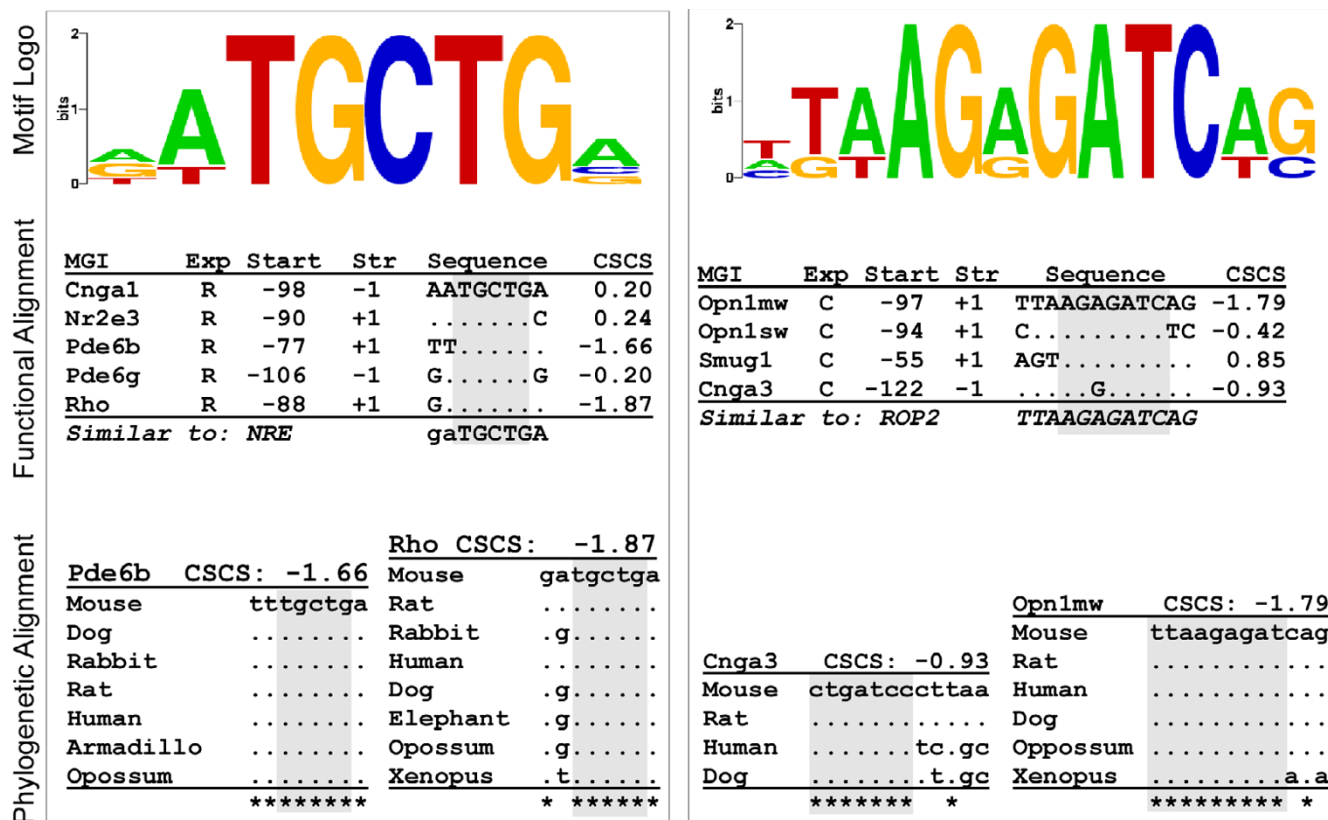 Motif Logo
2
bits
1
0
A G T
A T
T
G
C
T
G
A C G
2
bits
1
0
T A C
T G
A T
A
G
A G
G
A
T
C
A T
G C
Functional Alignment
MGI Exp Start Str Sequence CSCS
Cnga1 R -98 -1 AATGCTGA 0.20
Nr2e3 R -90 +1 .......C 0.24
Pde6b R -77 +1 TT...... -1.66
Pde6g R -106 -1 G......G -0.20
Rho R -88 +1 G....... -1.87
Similar to: NRE gaTGCTGA
MGI Exp Start Str Sequence CSCS
Opn1mw C -97 +1 TTAAGAGATCAG -1.79
Opn1sw C -94 +1 C.........TC -0.42
Smug1 C -55 +1 AGT......... 0.85
Cnga3 C -122 -1 .....G...... -0.93
Similar to: ROP2 TTAAGAGATCAG
Phylogenetic Alignment
Pde6b CSCS: -1.66
Mouse tttgctga
Dog ........
Rabbit ........
Rat ........
Human ........
Armadillo ........
Opossum ........
********
Rho CSCS: -1.87
Mouse gatgctga
Rat ........
Rabbit .g......
Human ........
Dog .g......
Elephant .g......
Opossum .g......
Xenopus .t......
* ******
Cnga3 CSCS: -0.93
Mouse ctgatcccttaa
Rat ............
Human .......tc.gc
Dog ........t.gc
******* *
Opn1mw CSCS: -1.79
Mouse ttaagagatcag
Rat ............
Human ............
Dog ............
Oppossum ............
Xenopus .........a.a
********* *